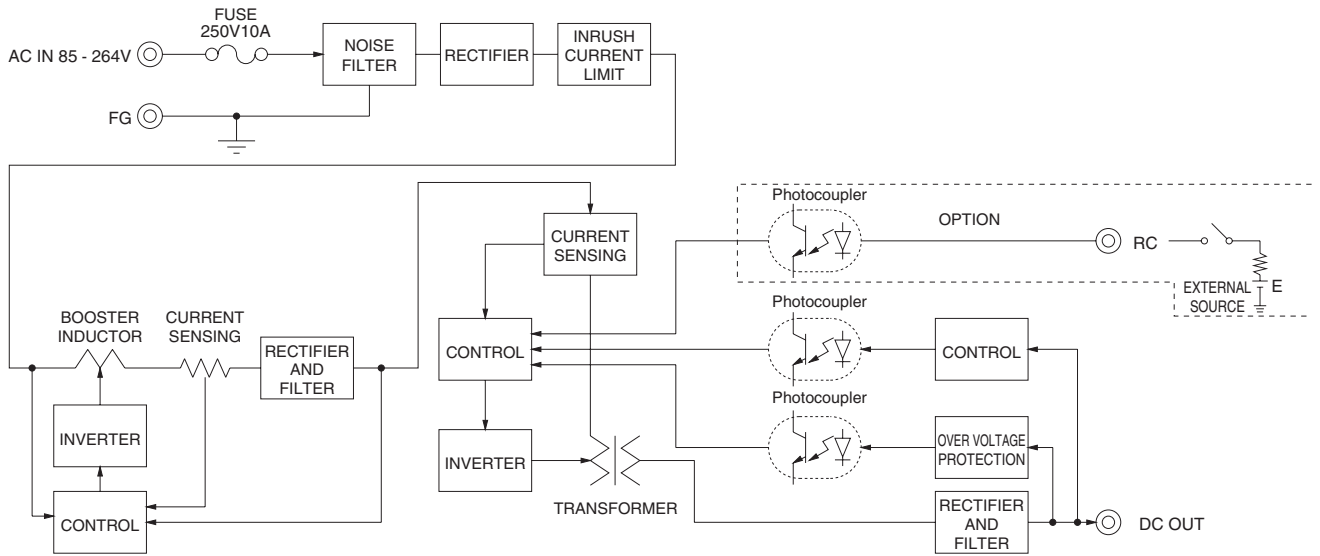 FUSE
250V10A
AC IN 85 - 264V
NOISE
FILTER
RECTIFIER
INRUSH
CURRENT
LIMIT
FG
Photocoupler
OPTION
RC
CURRENT
SENSING
EXTERNAL
SOURCE
E
BOOSTER
INDUCTOR
CURRENT
SENSING
RECTIFIER
AND
FILTER
CONTROL
Photocoupler
CONTROL
Photocoupler
INVERTER
INVERTER
OVER VOLTAGE
PROTECTION
TRANSFORMER
CONTROL
RECTIFIER
AND
FILTER
DC OUT